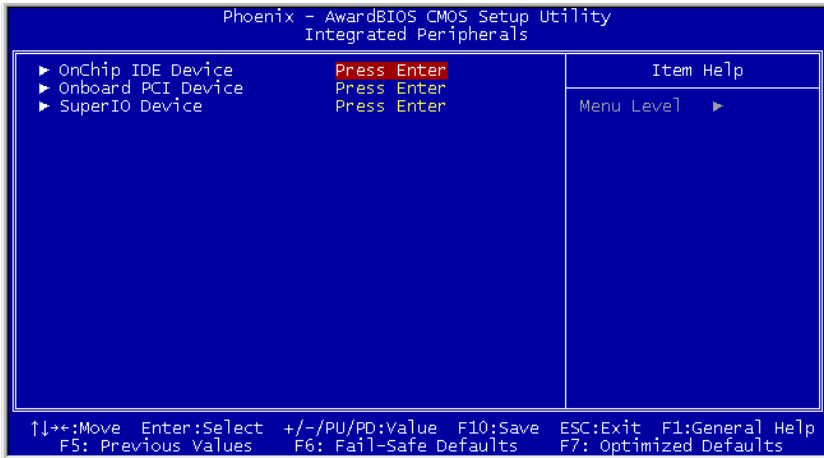 Phoenix - AwardBIOS CMOS Setup Utility
Integrated Peripherals
► OnChip IDE Device Press Enter
► Onboard PCI Device Press Enter
► SuperIO Device Press Enter
Item Help
Menu Level ►
↑↓→←:Move Enter:Select +/-/PU/PD:Value F10:Save ESC:Exit F1:General Help
F5: Previous Values F6: Fail-Safe Defaults F7: Optimized Defaults